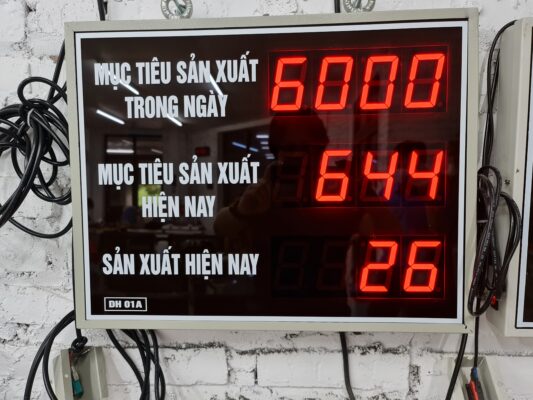 MỤC TIÊU SẢN XUẤT 6000
TRONG NGÀY
MỤC TIÊU SẢN XUẤT 644
HIỆN NAY
SẢN XUẤT HIỆN NAY 26
DH 01A